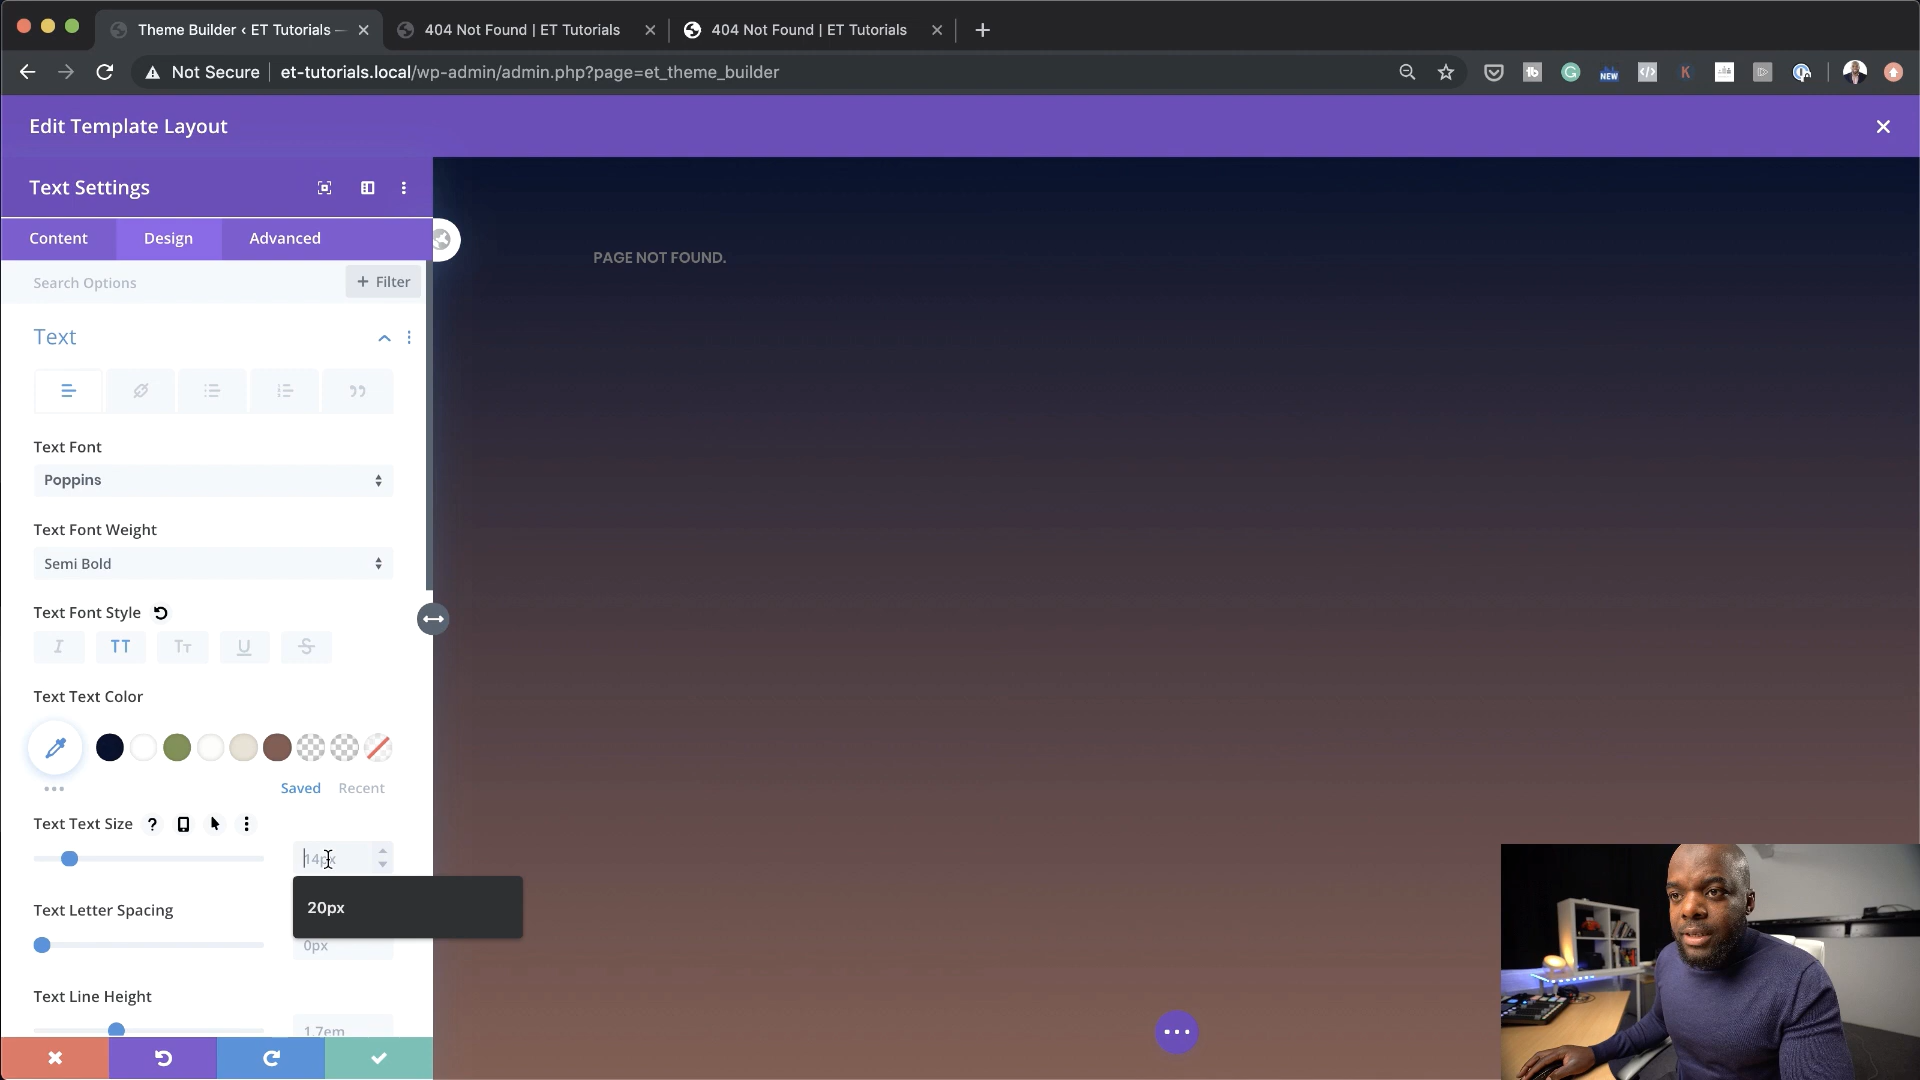 Theme Builder ‹ ET Tutorials —
404 Not Found | ET Tutorials
404 Not Found | ET Tutorials
Not Secure
et-tutorials.local/wp-admin/admin.php?page=et_theme_builder
NEW
Edit Template Layout
Text Settings
Content
Design
Advanced
Search Options
+ Filter
PAGE NOT FOUND.
Text
Text Font
Poppins
Text Font Weight
Semi Bold
Text Font Style
I
TT
TT
U
S
Text Text Color
Saved
Recent
Text Text Size
?
14px
20px
Text Letter Spacing
0px
Text Line Height
1.7em